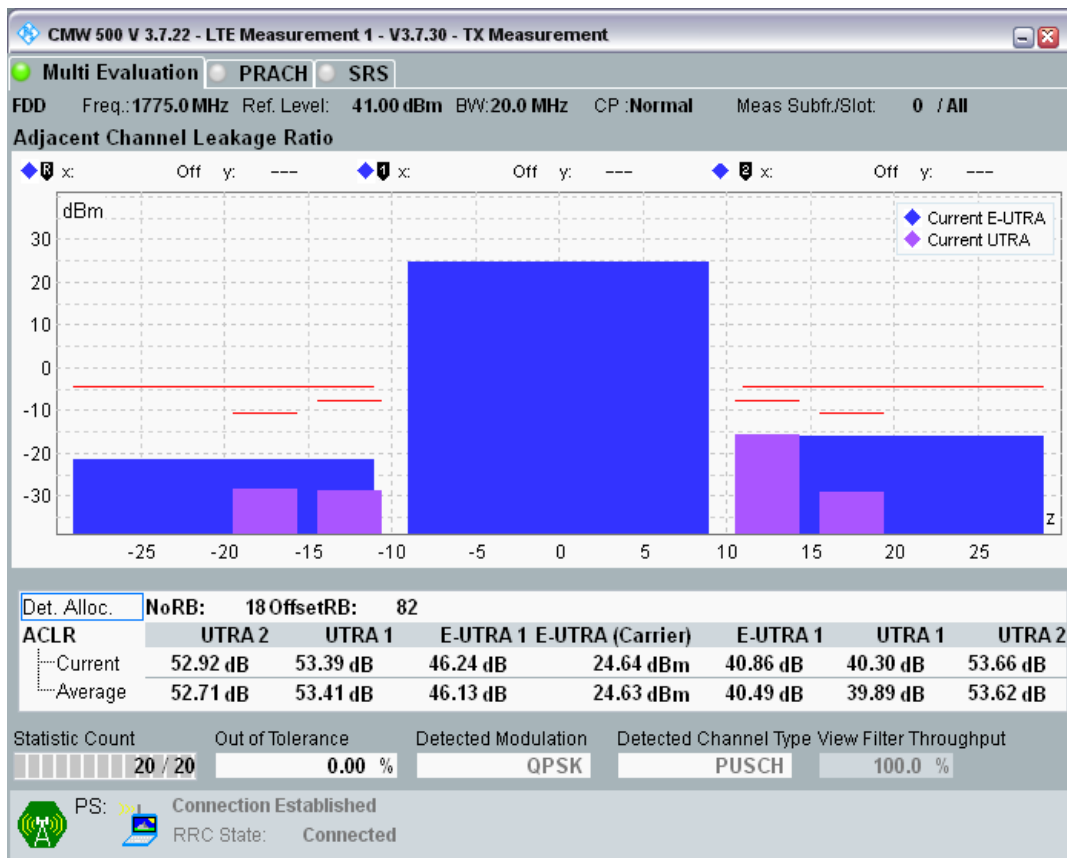 CMW 500 V 3.7.22 - LTE Measurement 1 - V3.7.30 - TX Measurement
Multi Evaluation PRACH SRS
FDD Freq.:1775.0 MHz Ref. Level: 41.00 dBm BW:20.0 MHz CP :Normal Meas Subfr./Slot: 0 / All
Adjacent Channel Leakage Ratio
R x: Off y: --- 1 x: Off y: --- 2 x: Off y: ---
dBm
Current E-UTRA
Current UTRA
30
20
10
0
-10
-20
-30
z
-25 -20 -15 -10 -5 0 5 10 15 20 25
Det. Alloc. NoRB: 18 OffsetRB: 82
ACLR UTRA 2 UTRA 1 E-UTRA 1 E-UTRA (Carrier) E-UTRA 1 UTRA 1 UTRA 2
Current 52.92 dB 53.39 dB 46.24 dB 24.64 dBm 40.86 dB 40.30 dB 53.66 dB
Average 52.71 dB 53.41 dB 46.13 dB 24.63 dBm 40.49 dB 39.89 dB 53.62 dB
Statistic Count Out of Tolerance Detected Modulation Detected Channel Type View Filter Throughput
20 / 20 0.00 % QPSK PUSCH 100.0 %
PS: Connection Established
RRC State: Connected